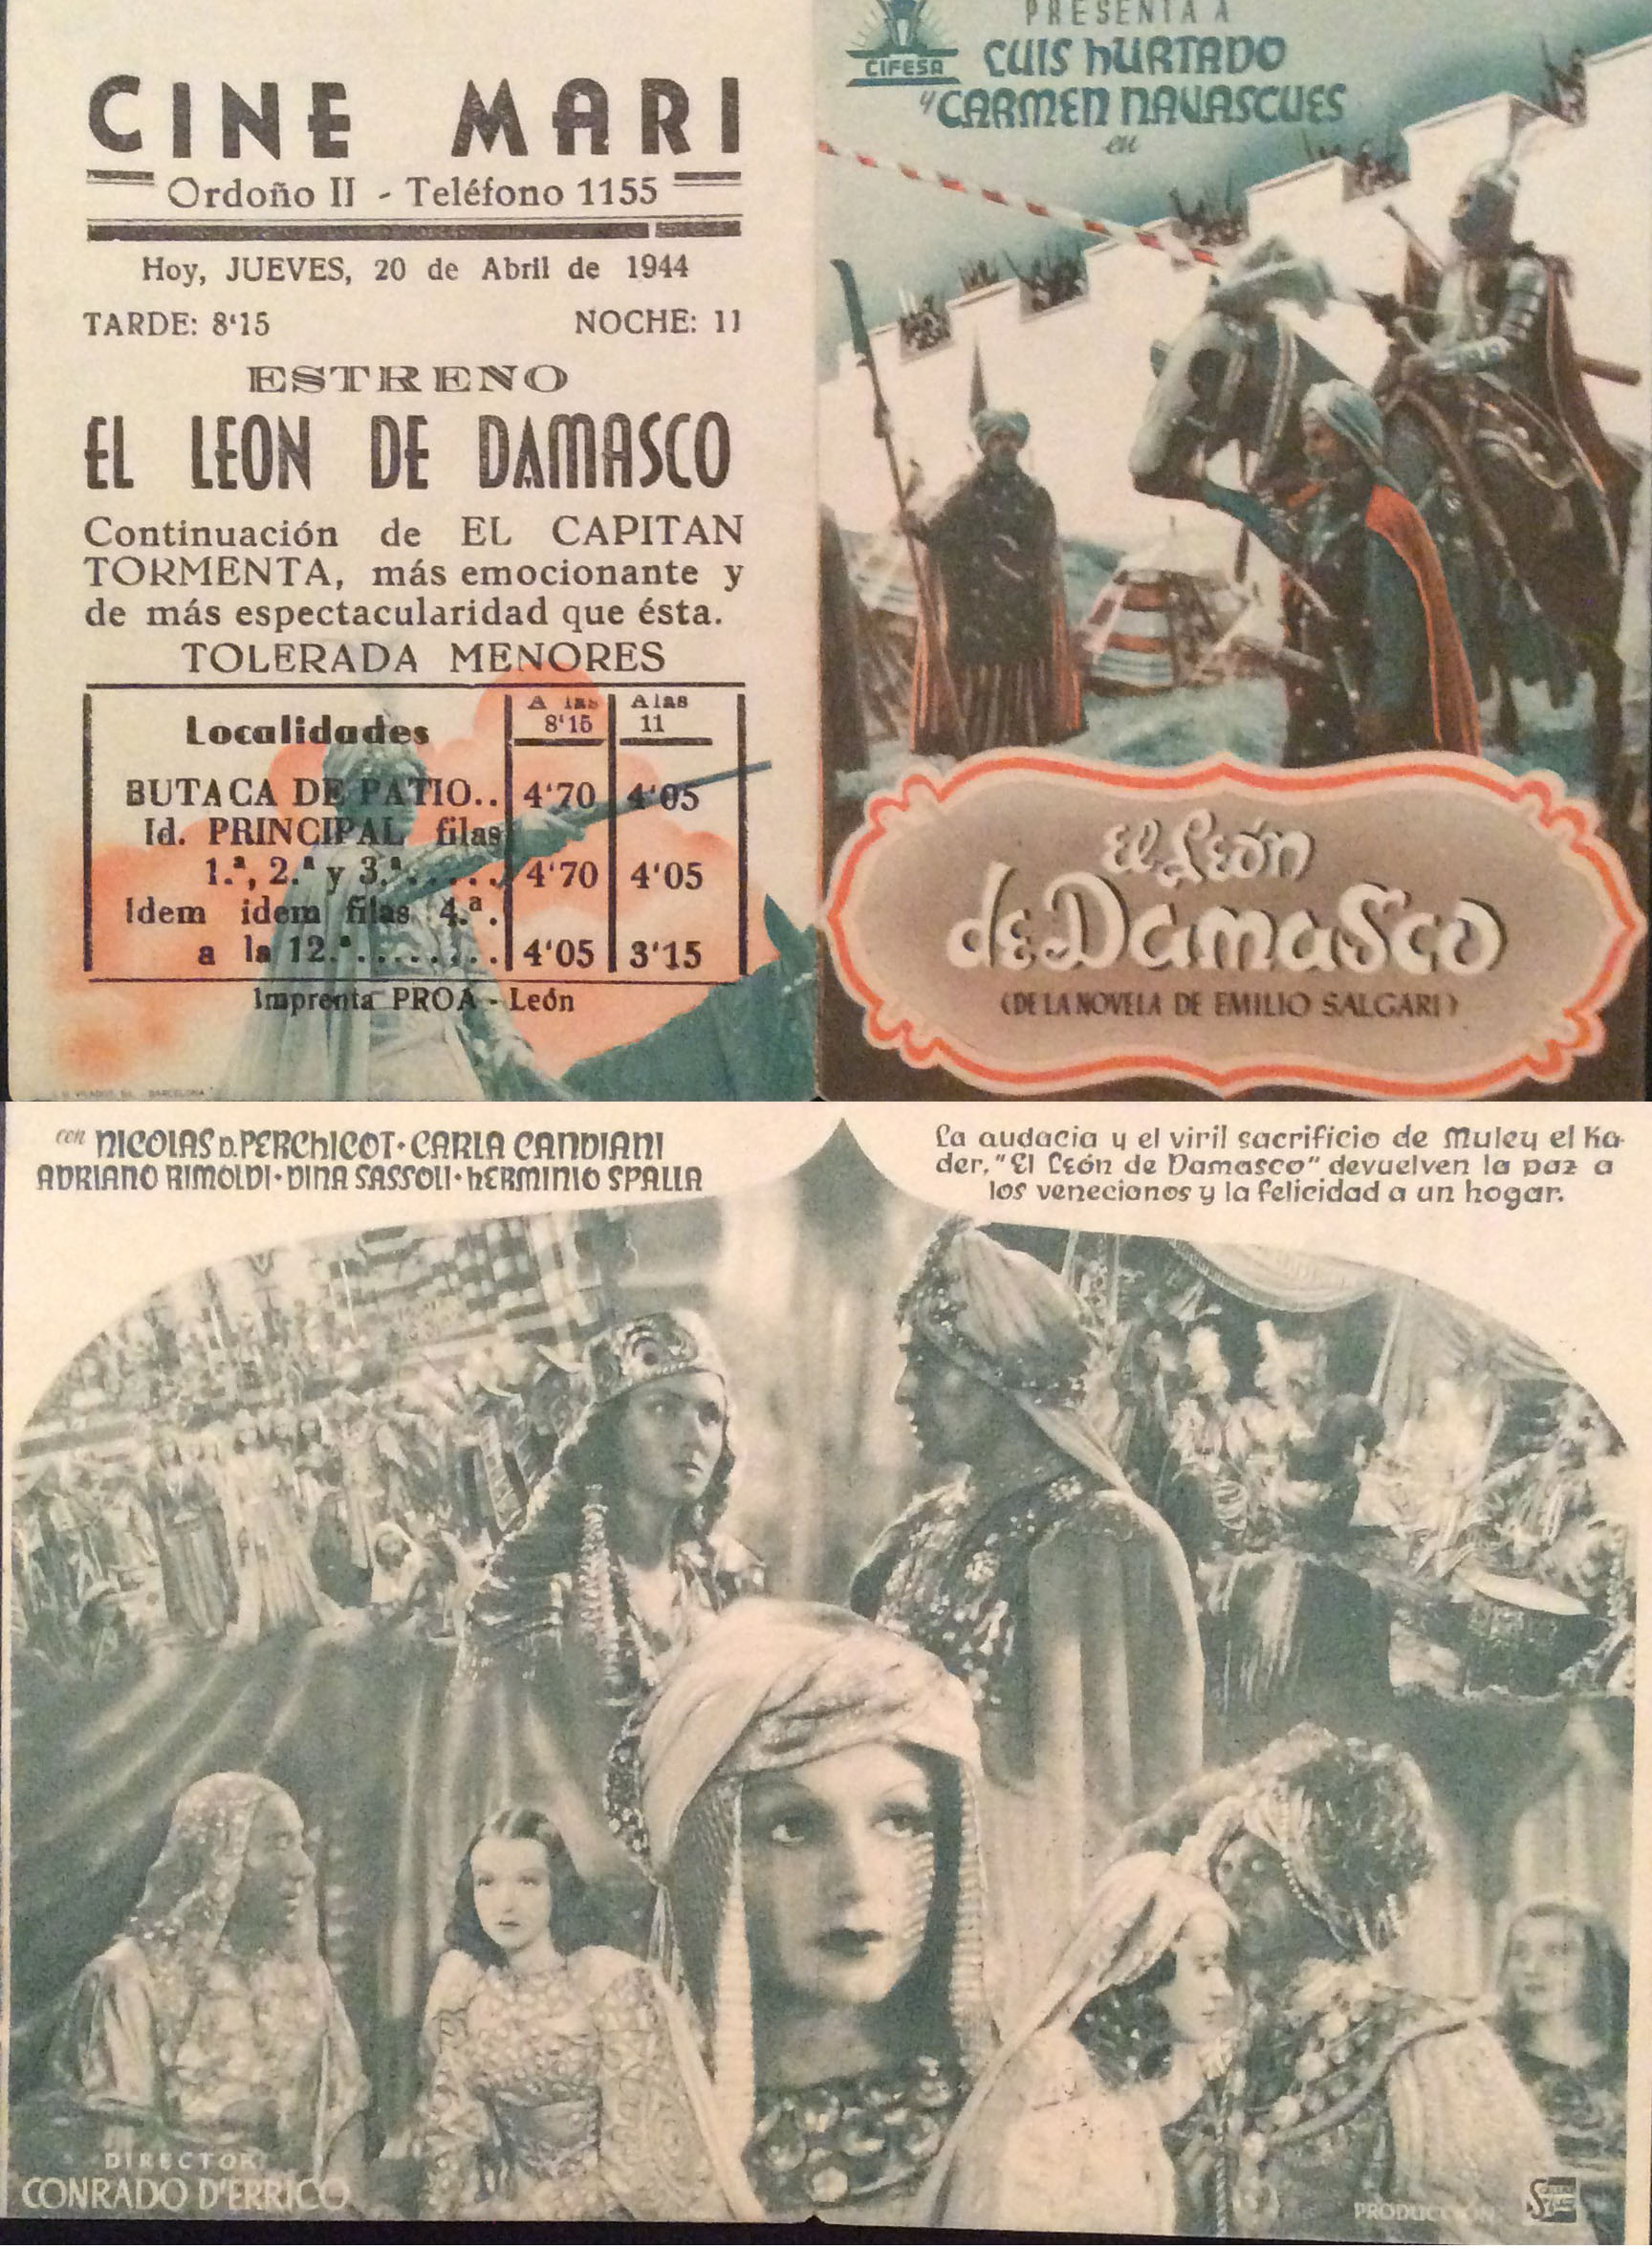 CINE MARI
Ordoño II - Teléfono 1155
Hoy, JUEVES, 20 de Abril de 1944
TARDE: 8'15 NOCHE: 11
ESTRENO
EL LEON DE DAMASCO
Continuación de EL CAPITAN
TORMENTA, más emocionante y
de más espectacularidad que ésta.
TOLERADA MENORES
Localidades A las 8'15 A las 11
BUTACA DE PATIO.. 4'70 4'05
Id. PRINCIPAL filas
1.ª, 2.ª y 3.ª...... 4'70 4'05
Idem idem filas 4.ª.
a la 12.ª........ 4'05 3'15
Imprenta PROA - León
BARCELONA
CIFESA
PRESENTA A
LUIS HURTADO
Y CARMEN NAVASCUES
en
El León
de Damasco
(DE LA NOVELA DE EMILIO SALGARI)
con NICOLAS D. PERCHICOT · CARLA CANDIANI
ADRIANO RIMOLDI · DINA SASSOLI · HERMINIO SPALLA
La audacia y el viril sacrificio de Muley el Ka-
der, "El León de Damasco" devuelven la paz a
los venecianos y la felicidad a un hogar.
DIRECTOR
CONRADO D'ERRICO
PRODUCCION